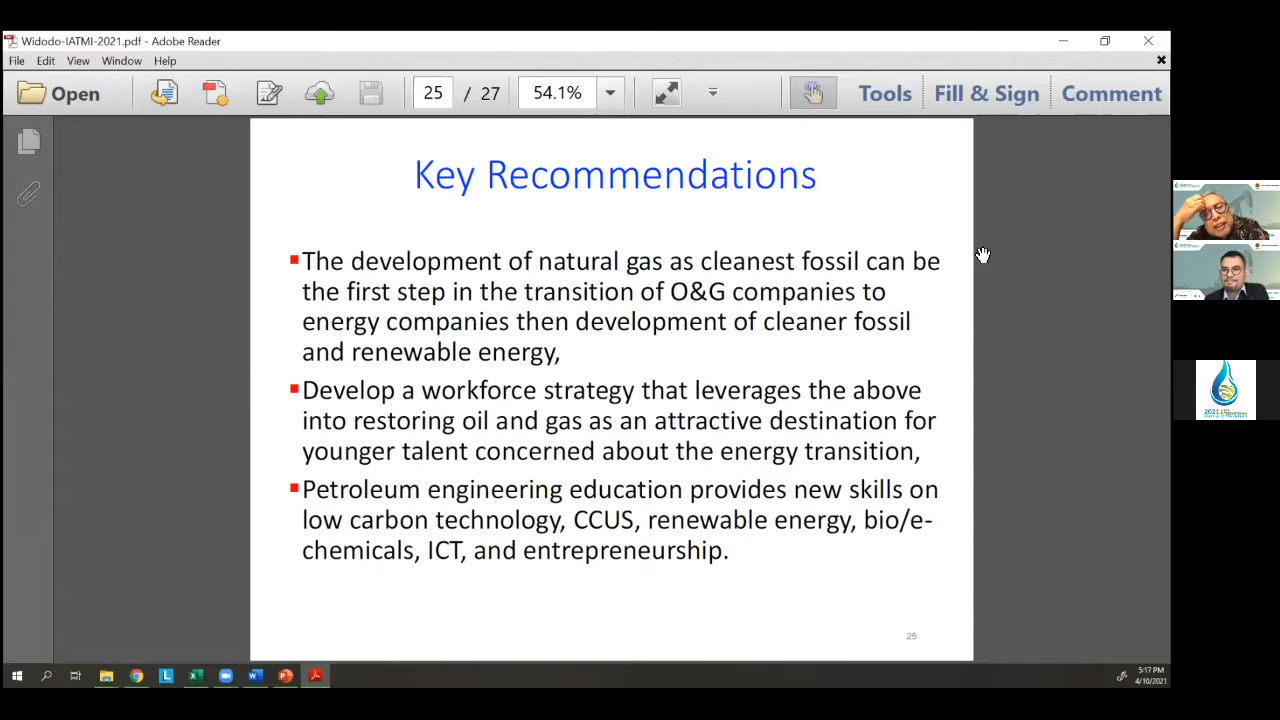 Widodo-IATMI-2021.pdf - Adobe Reader
File Edit View Window Help
Open 25 / 27 54.1% Tools Fill & Sign Comment
Key Recommendations
The development of natural gas as cleanest fossil can be
the first step in the transition of O&G companies to
energy companies then development of cleaner fossil
and renewable energy,
Develop a workforce strategy that leverages the above
into restoring oil and gas as an attractive destination for
younger talent concerned about the energy transition,
Petroleum engineering education provides new skills on
low carbon technology, CCUS, renewable energy, bio/e-
chemicals, ICT, and entrepreneurship.
25
2021
5:17 PM
4/10/2021